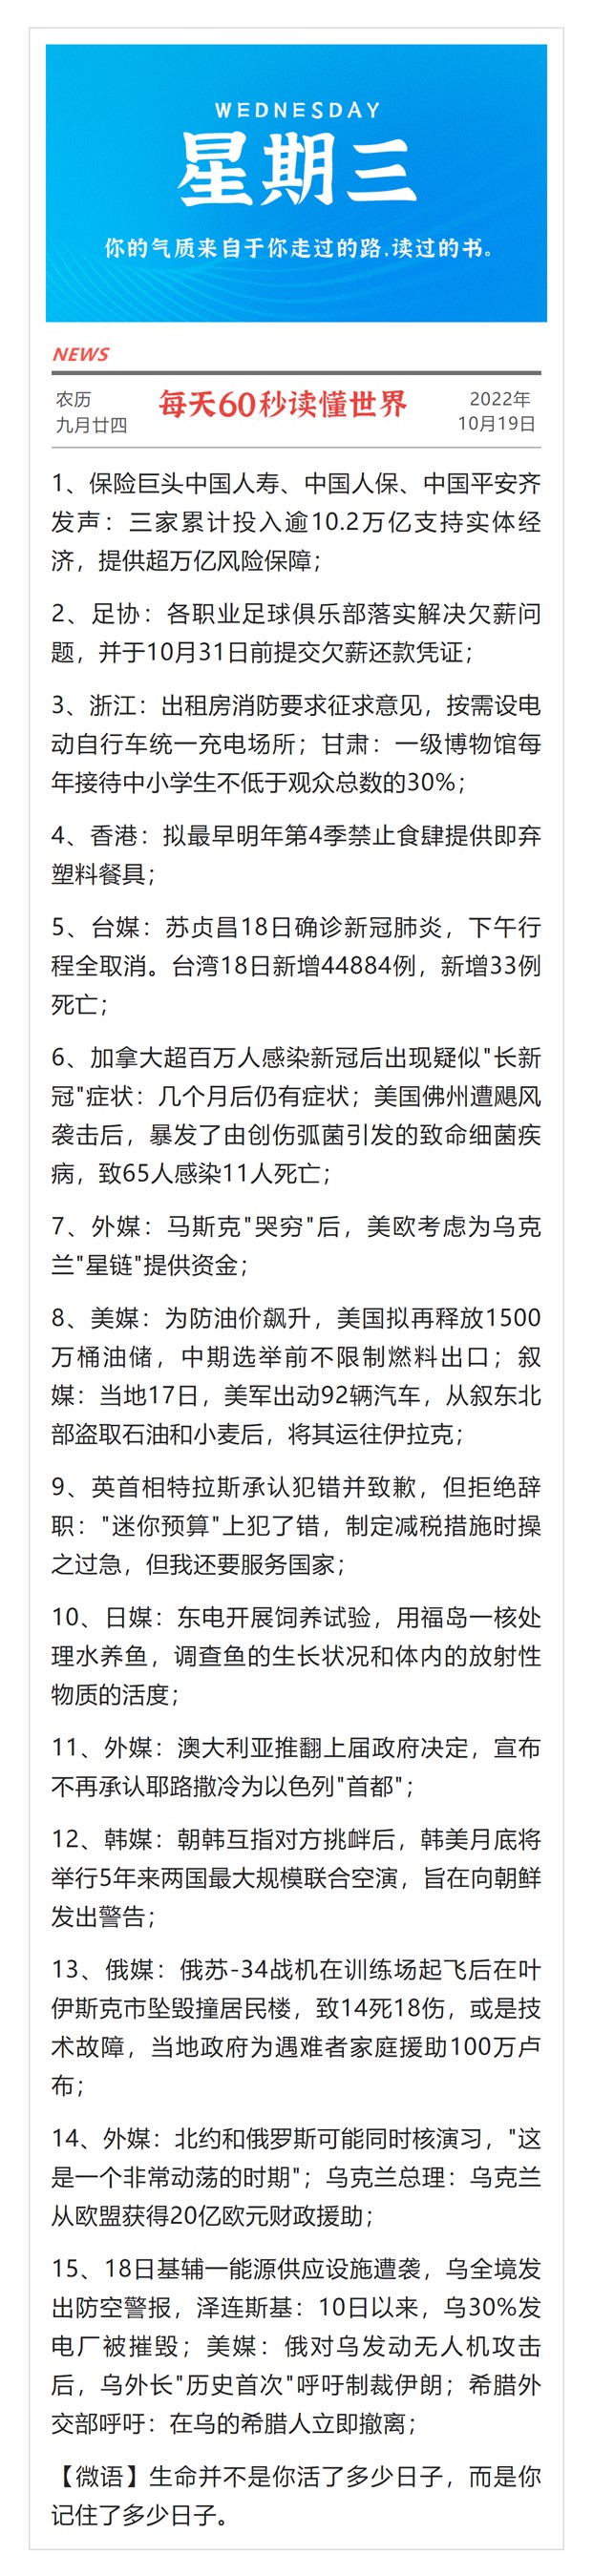 WEDNESDAY
星期三
你的气质来自于你走过的路,读过的书。
NEWS
农历
九月廿四
每天60秒读懂世界
2022年
10月19日
1、保险巨头中国人寿、中国人保、中国平安齐
发声：三家累计投入逾10.2万亿支持实体经
济，提供超万亿风险保障；
2、足协：各职业足球俱乐部落实解决欠薪问
题，并于10月31日前提交欠薪还款凭证；
3、浙江：出租房消防要求征求意见，按需设电
动自行车统一充电场所；甘肃：一级博物馆每
年接待中小学生不低于观众总数的30%；
4、香港：拟最早明年第4季禁止食肆提供即弃
塑料餐具；
5、台媒：苏贞昌18日确诊新冠肺炎，下午行
程全取消。台湾18日新增44884例，新增33例
死亡；
6、加拿大超百万人感染新冠后出现疑似"长新
冠"症状：几个月后仍有症状；美国佛州遭飓风
袭击后，暴发了由创伤弧菌引发的致命细菌疾
病，致65人感染11人死亡；
7、外媒：马斯克"哭穷"后，美欧考虑为乌克
兰"星链"提供资金；
8、美媒：为防油价飙升，美国拟再释放1500
万桶油储，中期选举前不限制燃料出口；叙
媒：当地17日，美军出动92辆汽车，从叙东北
部盗取石油和小麦后，将其运往伊拉克；
9、英首相特拉斯承认犯错并致歉，但拒绝辞
职："迷你预算"上犯了错，制定减税措施时操
之过急，但我还要服务国家；
10、日媒：东电开展饲养试验，用福岛一核处
理水养鱼，调查鱼的生长状况和体内的放射性
物质的活度；
11、外媒：澳大利亚推翻上届政府决定，宣布
不再承认耶路撒冷为以色列"首都"；
12、韩媒：朝韩互指对方挑衅后，韩美月底将
举行5年来两国最大规模联合空演，旨在向朝鲜
发出警告；
13、俄媒：俄苏-34战机在训练场起飞后在叶
伊斯克市坠毁撞居民楼，致14死18伤，或是技
术故障，当地政府为遇难者家庭援助100万卢
布；
14、外媒：北约和俄罗斯可能同时核演习，"这
是一个非常动荡的时期"；乌克兰总理：乌克兰
从欧盟获得20亿欧元财政援助；
15、18日基辅一能源供应设施遭袭，乌全境发
出防空警报，泽连斯基：10日以来，乌30%发
电厂被摧毁；美媒：俄对乌发动无人机攻击
后，乌外长"历史首次"呼吁制裁伊朗；希腊外
交部呼吁：在乌的希腊人立即撤离；
【微语】生命并不是你活了多少日子，而是你
记住了多少日子。